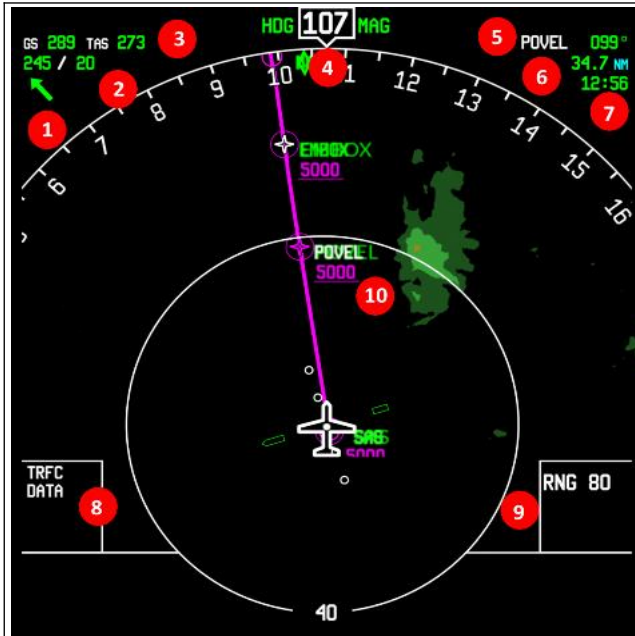 HDG 107 MAG
GS 289 TAS 273
245 / 20
3
5
POVEL 099°
34.7 NM
12:56
6
7
4
2
1
6 7 8 9 10 1 12 13 14 15 16
5000
POVEL
5000
10
5000
TRFC
DATA
8
9
RNG 80
40